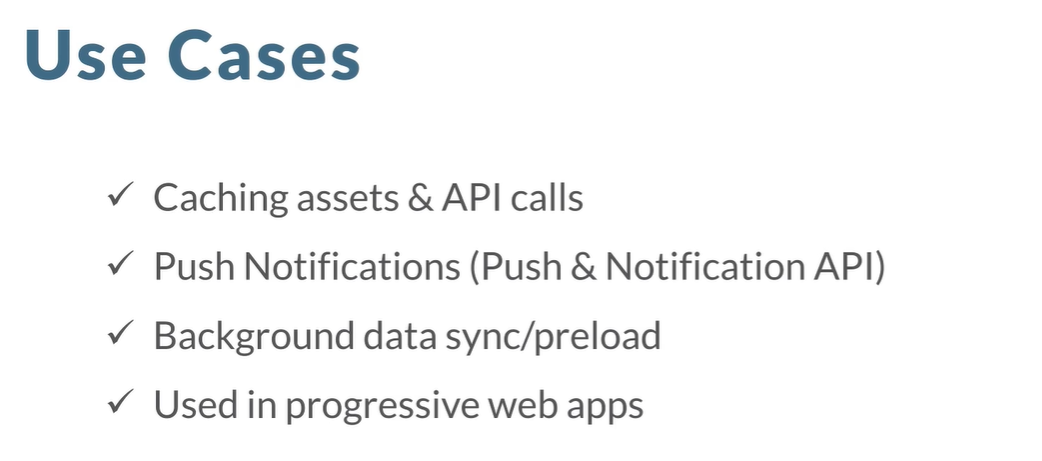 Use Cases
✓ Caching assets & API calls
✓ Push Notifications (Push & Notification API)
✓ Background data sync/preload
✓ Used in progressive web apps